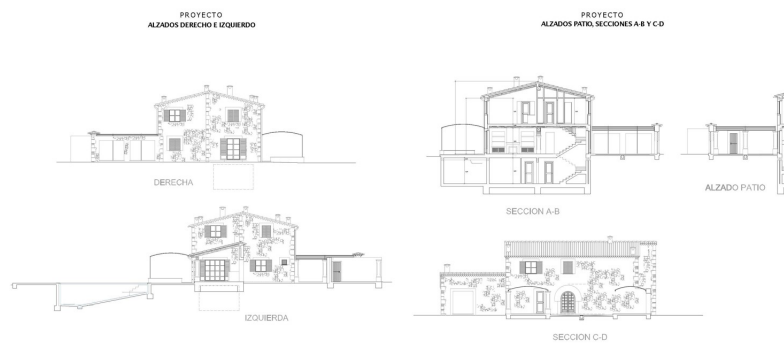 PROYECTO
ALZADOS DERECHO E IZQUIERDO
DERECHA
IZQUIERDA
PROYECTO
ALZADOS PATIO, SECCIONES A-B Y C-D
SECCION A-B
ALZADO PATIO
SECCION C-D